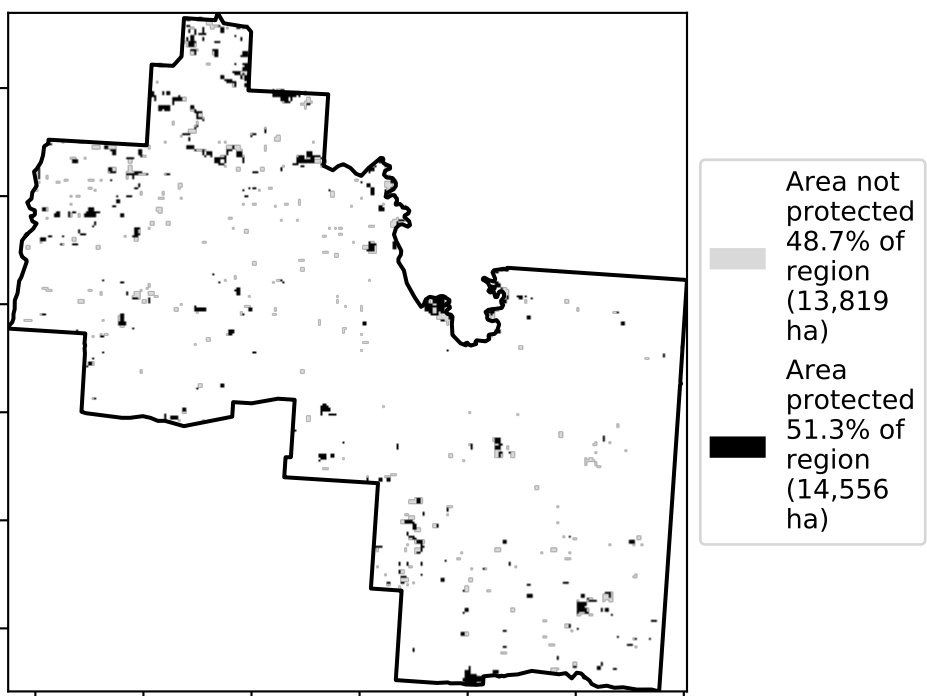 Area not
protected
48.7% of
region
(13,819
ha)
Area
protected
51.3% of
region
(14,556
ha)